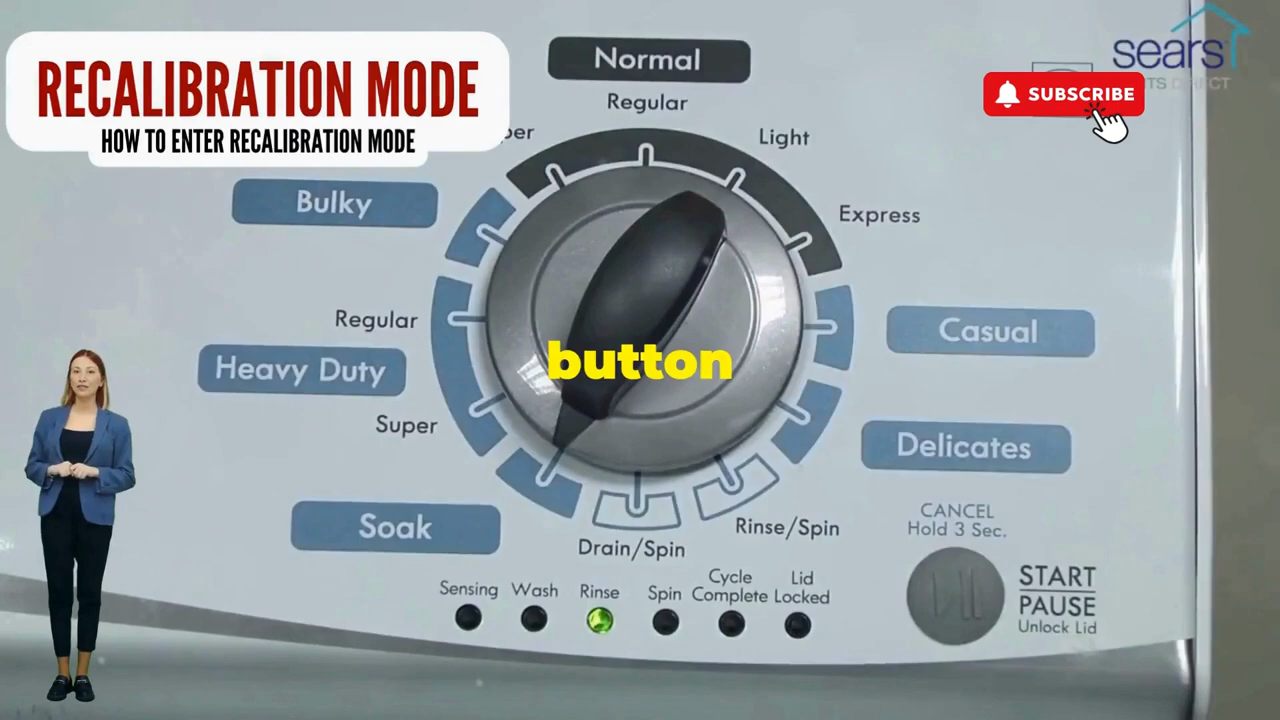 RECALIBRATION MODE
HOW TO ENTER RECALIBRATION MODE
sears
SUBSCRIBE
Normal
Regular
Light
Express
Bulky
Regular
Heavy Duty
Super
Casual
Delicates
button
Soak
Drain/Spin
Rinse/Spin
CANCEL
Hold 3 Sec.
START
PAUSE
Unlock Lid
Sensing
Wash
Rinse
Spin
Cycle
Complete
Lid
Locked